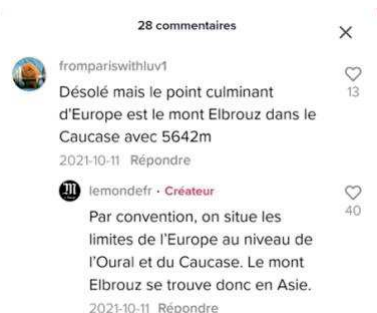 28 commentaires
×
frompariswithluv1
Désolé mais le point culminant
d'Europe est le mont Elbrouz dans le
Caucase avec 5642m
13
2021-10-11 Répondre
lemondefr · Créateur
Par convention, on situe les
limites de l'Europe au niveau de
l'Oural et du Caucase. Le mont
Elbrouz se trouve donc en Asie.
40
2021-10-11 Répondre